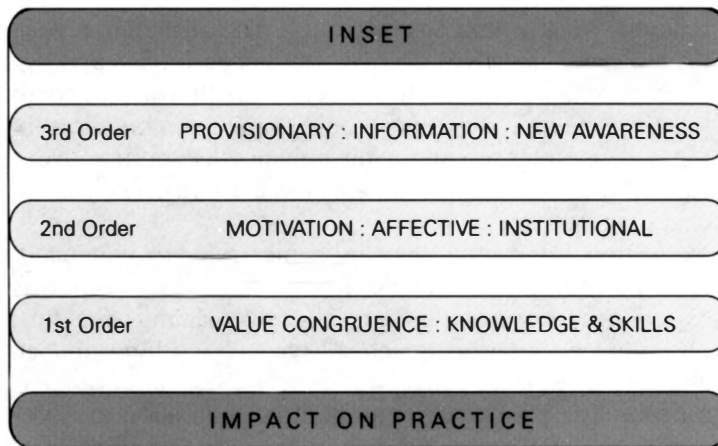 INSET
3rd Order PROVISIONARY : INFORMATION : NEW AWARENESS
2nd Order MOTIVATION : AFFECTIVE : INSTITUTIONAL
1st Order VALUE CONGRUENCE : KNOWLEDGE & SKILLS
IMPACT ON PRACTICE